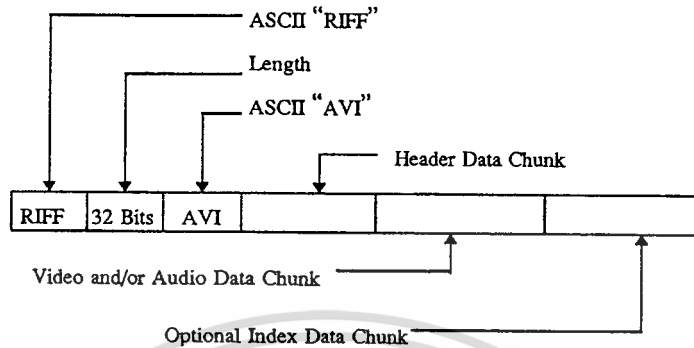 ASCII “RIFF”
Length
ASCII “AVI”
Header Data Chunk
RIFF
32 Bits
AVI
Video and/or Audio Data Chunk
Optional Index Data Chunk